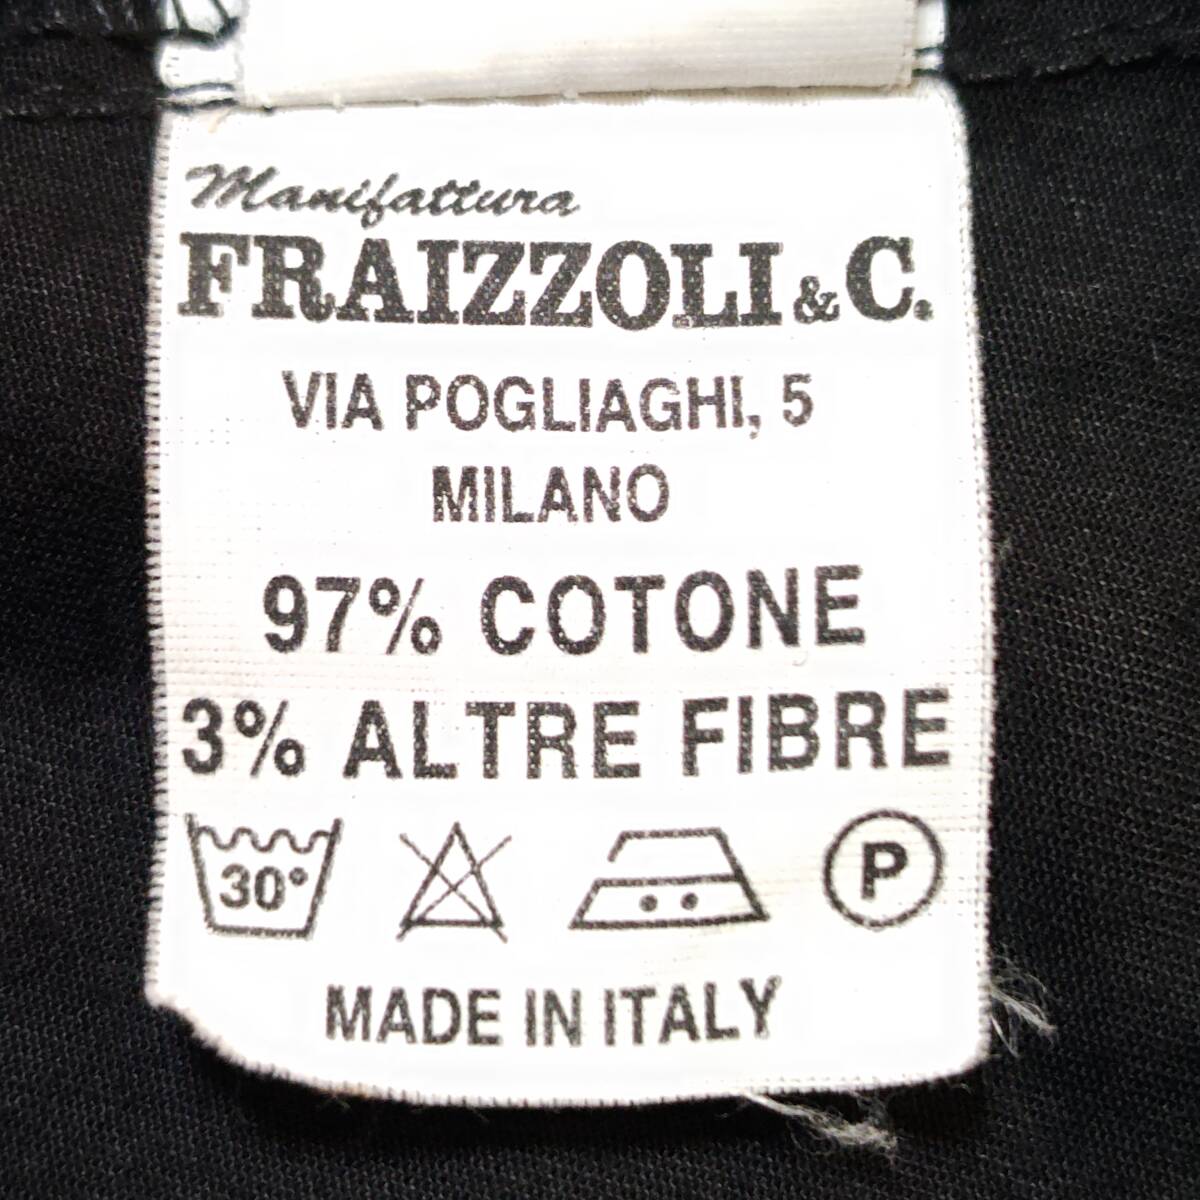 Manifattura
FRAIZZOLI & C.
VIA POGLIAGHI, 5
MILANO
97% COTONE
3% ALTRE FIBRE
30° P
MADE IN ITALY